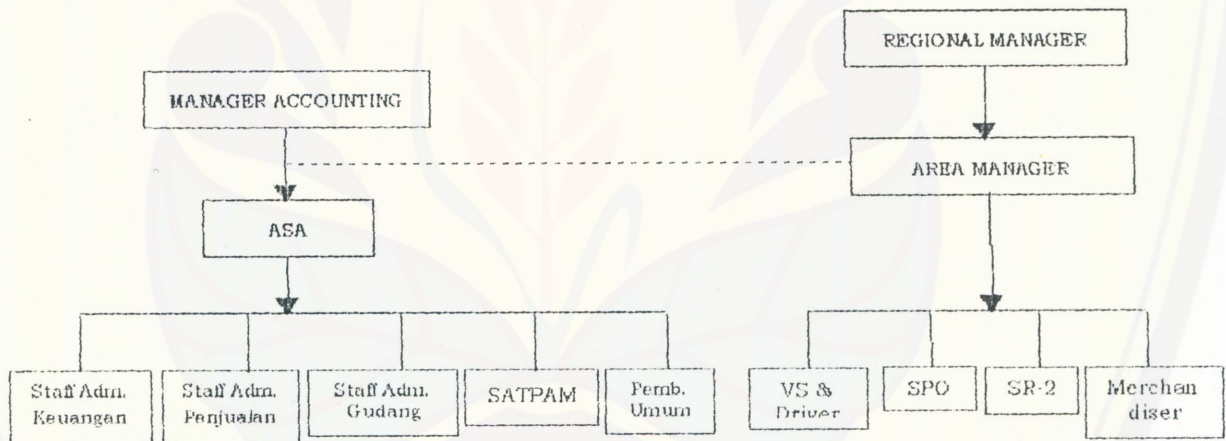 REGIONAL MANAGER
MANAGER ACCOUNTING
AREA MANAGER
ASA
Staff Adm.
Keuangan
Staff Adm.
Penjualan
Staff Adm.
Gudang
SATPAM
Pemb.
Umum
VS &
Driver
SPO
SR-2
Merchan
diser